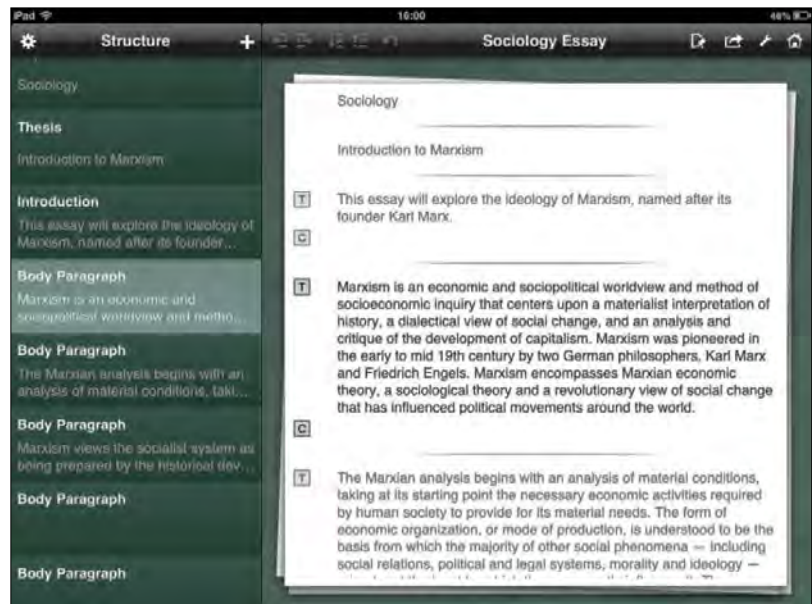 iPad
16:00
46%
Structure
+
Sociology Essay
Sociology
Thesis
Introduction to Marxism
Introduction
This essay will explore the ideology of
Marxism, named after its founder...
Body Paragraph
Marxism is an economic and
sociopolitical worldview and metho...
Body Paragraph
The Marxian analysis begins with an
analysis of material conditions, taki...
Body Paragraph
Marxism views the socialist system as
being prepared by the historical dev...
Body Paragraph
Body Paragraph
Sociology
Introduction to Marxism
T
This essay will explore the ideology of Marxism, named after its
founder Karl Marx.
C
T
Marxism is an economic and sociopolitical worldview and method of
socioeconomic inquiry that centers upon a materialist interpretation of
history, a dialectical view of social change, and an analysis and
critique of the development of capitalism. Marxism was pioneered in
the early to mid 19th century by two German philosophers, Karl Marx
and Friedrich Engels. Marxism encompasses Marxian economic
theory, a sociological theory and a revolutionary view of social change
that has influenced political movements around the world.
C
T
The Marxian analysis begins with an analysis of material conditions,
taking at its starting point the necessary economic activities required
by human society to provide for its material needs. The form of
economic organization, or mode of production, is understood to be the
basis from which the majority of other social phenomena — including
social relations, political and legal systems, morality and ideology —